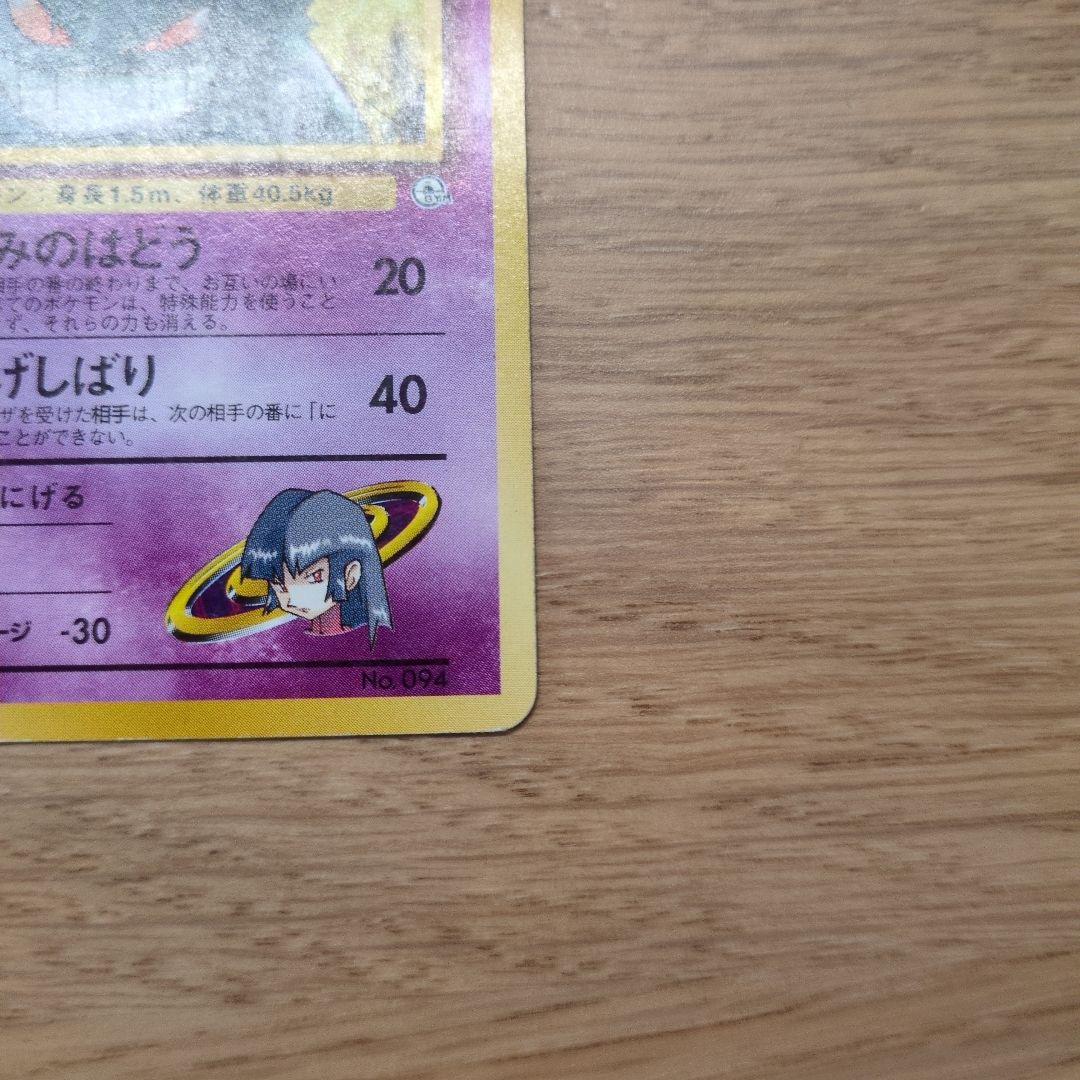 ン 身長1.5m、体重40.5kg
GYM
みのはどう 20
相手の番の終わりまで、お互いの場にい
てのポケモンは、特殊能力を使うこと
ず、それらの力も消える。
げしばり 40
ザを受けた相手は、次の相手の番に「に
ことができない。
にげる
ージ -30
No. 094